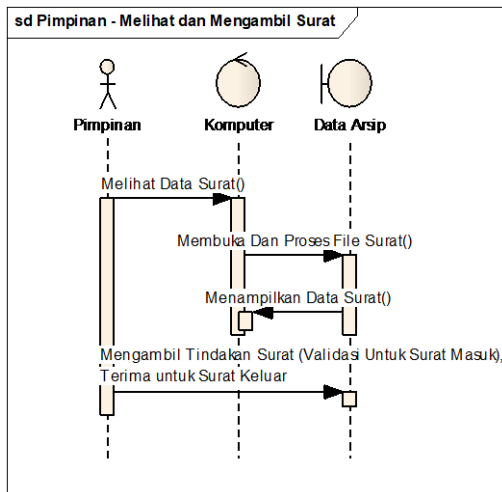 sd Pimpinan - Melihat dan Mengambil Surat
Pimpinan
Komputer
Data Arsip
Melihat Data Surat()
Membuka Dan Proses File Surat()
Menampilkan Data Surat()
Mengambil Tindakan Surat (Validasi Untuk Surat Masuk),
Terima untuk Surat Keluar